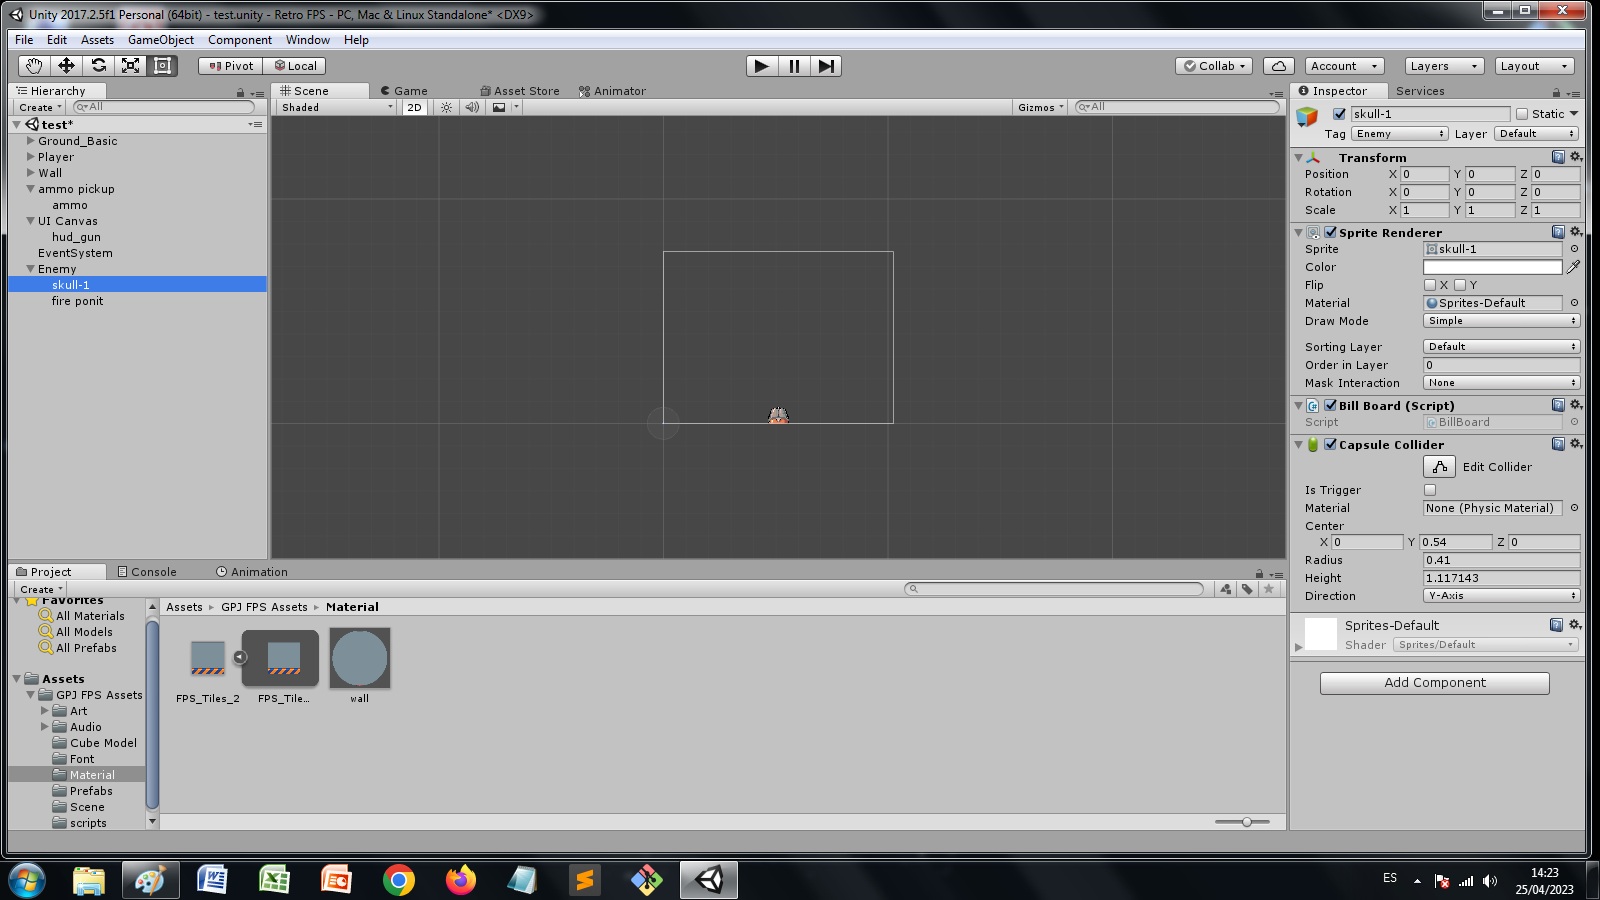 Unity 2017.2.5f1 Personal (64bit) - test.unity - Retro FPS - PC, Mac & Linux Standalone* <DX9>
File Edit Assets GameObject Component Window Help
Pivot Local Collab Account Layers Layout
Hierarchy
Create All
test*
Ground_Basic
Player
Wall
ammo pickup
ammo
UI Canvas
hud_gun
EventSystem
Enemy
skull-1
fire ponit
Scene Game Asset Store Animator
Shaded 2D Gizmos All
Inspector Services
skull-1 Static
Tag Enemy Layer Default
Transform
Position X 0 Y 0 Z 0
Rotation X 0 Y 0 Z 0
Scale X 1 Y 1 Z 1
Sprite Renderer
Sprite skull-1
Color
Flip X Y
Material Sprites-Default
Draw Mode Simple
Sorting Layer Default
Order in Layer 0
Mask Interaction None
Bill Board (Script)
Script BillBoard
Capsule Collider
Edit Collider
Is Trigger
Material None (Physic Material)
Center
X 0 Y 0.54 Z 0
Radius 0.41
Height 1.117143
Direction Y-Axis
Sprites-Default
Shader Sprites/Default
Add Component
Project Console Animation
Create
Favorites
All Materials
All Models
All Prefabs
Assets
GPJ FPS Assets
Art
Audio
Cube Model
Font
Material
Prefabs
Scene
scripts
Assets GPJ FPS Assets Material
FPS_Tiles_2 FPS_Tile... wall
ES 14:23
25/04/2023